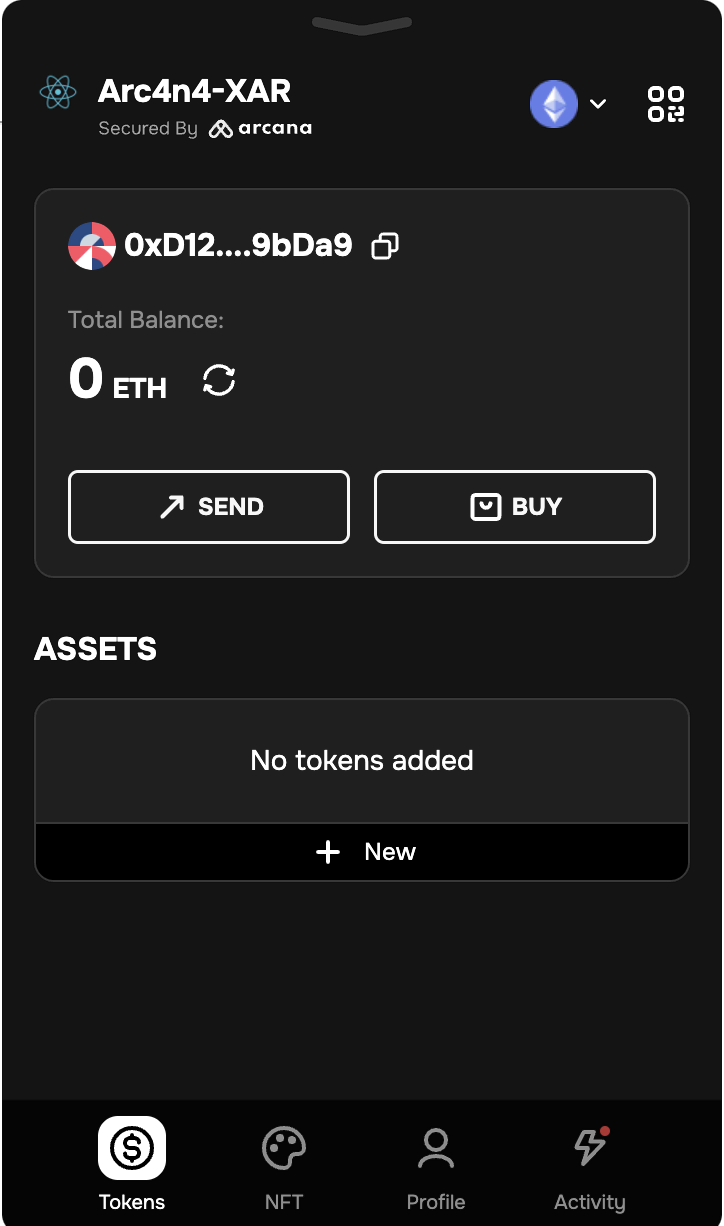 Arc4n4-XAR
Secured By arcana
0xD12....9bDa9
Total Balance:
0 ETH
SEND
BUY
ASSETS
No tokens added
+ New
Tokens
NFT
Profile
Activity